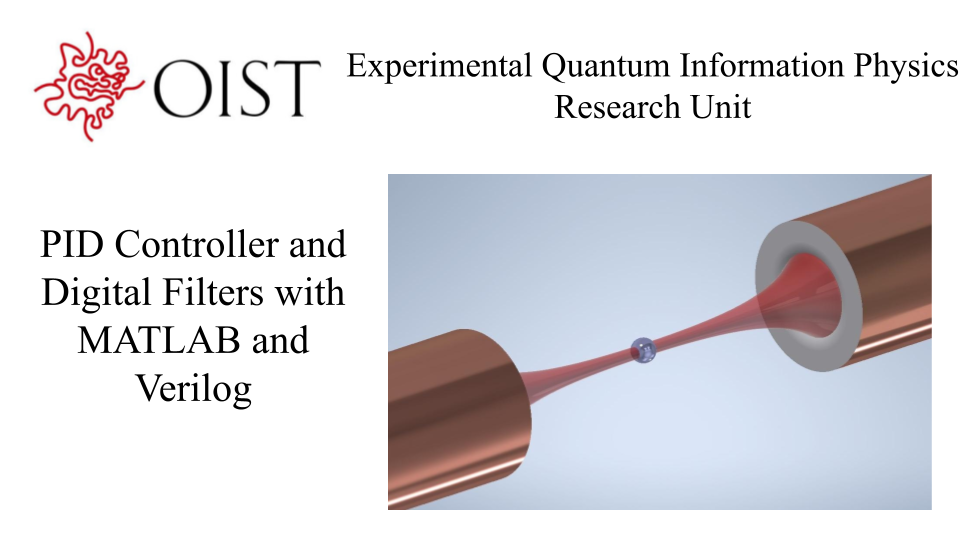 OIST
Experimental Quantum Information Physics
Research Unit
PID Controller and
Digital Filters with
MATLAB and
Verilog